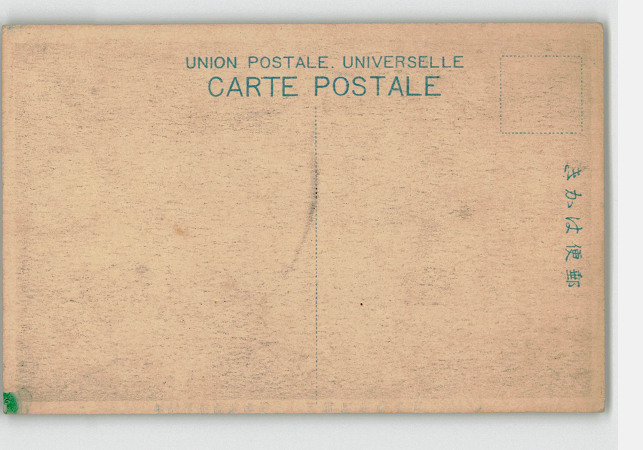 UNION POSTALE. UNIVERSELLE
CARTE POSTALE
きかは便郵